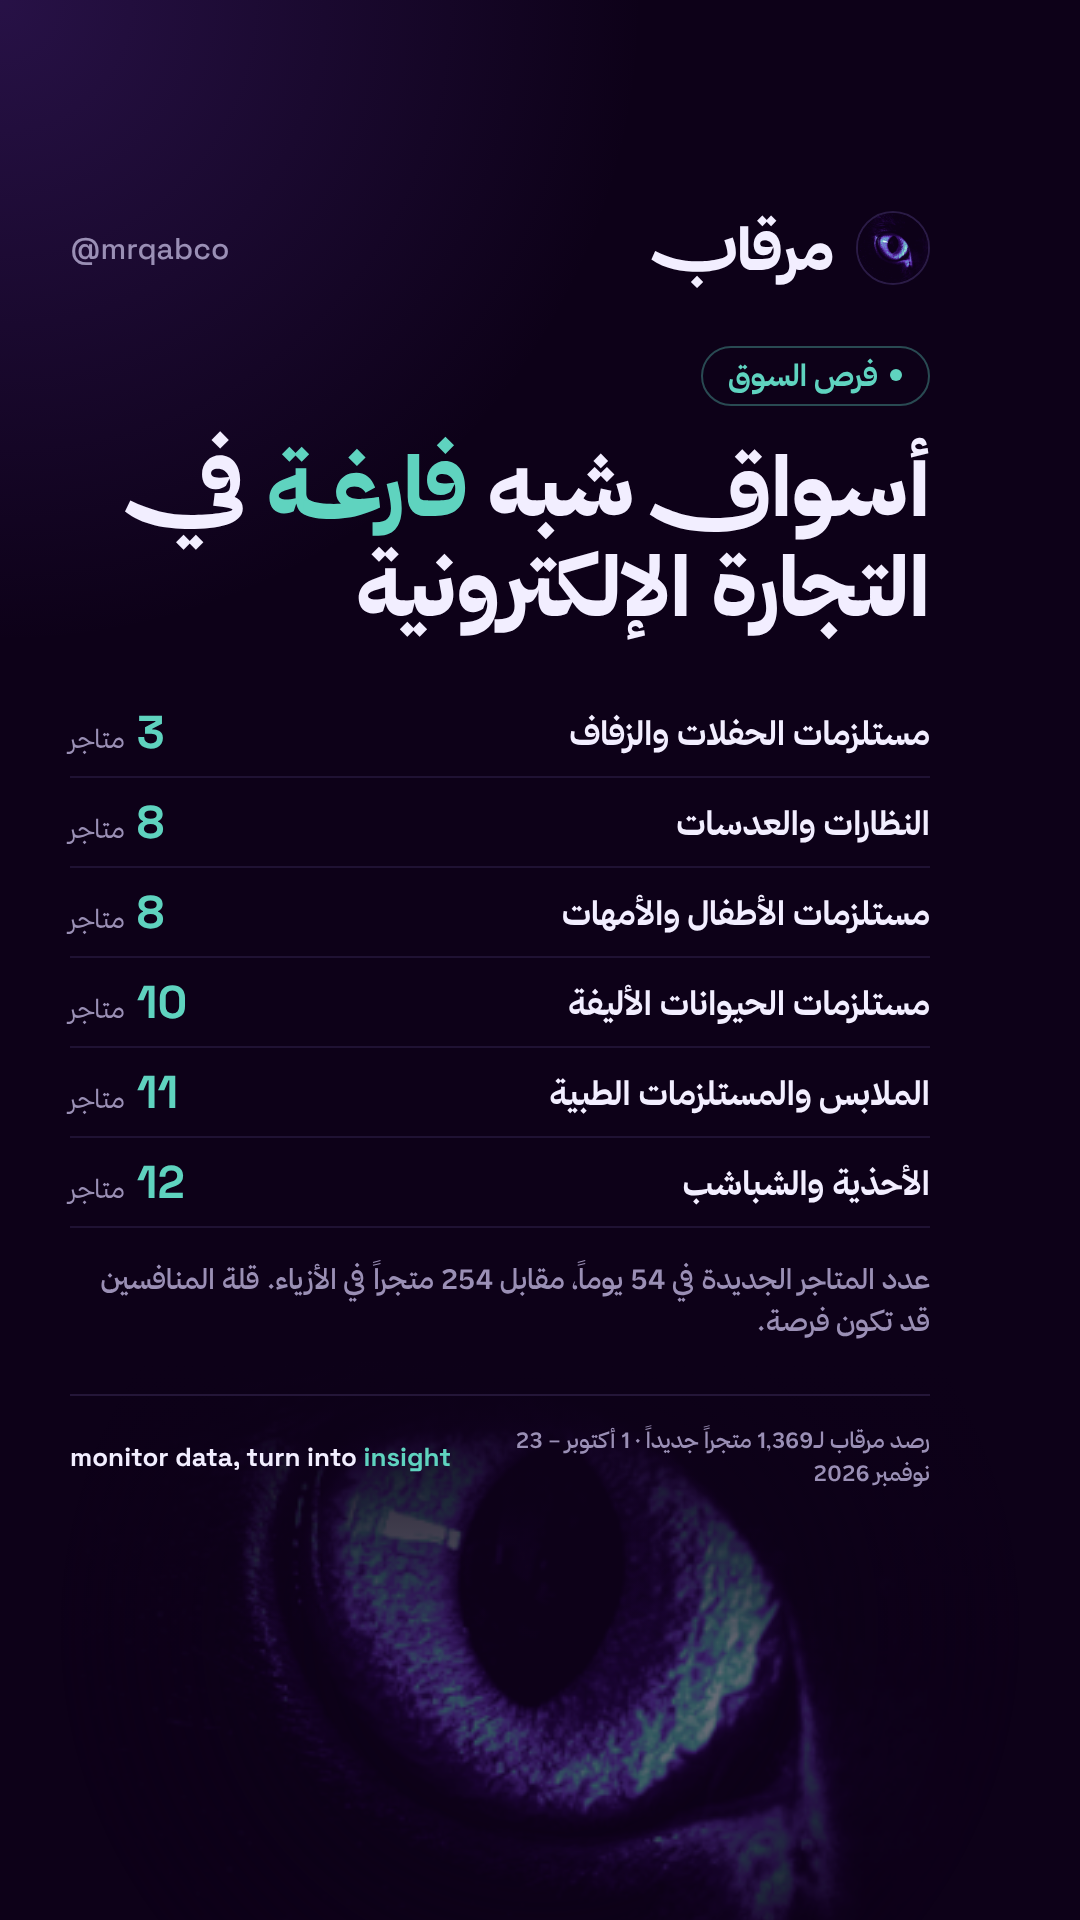 مرقاب
@mrqabco
• فرص السوق
أسواق شبه فارغة في
التجارة الإلكترونية
مستلزمات الحفلات والزفاف 3 متاجر
النظارات والعدسات 8 متاجر
مستلزمات الأطفال والأمهات 8 متاجر
مستلزمات الحيوانات الأليفة 10 متاجر
الملابس والمستلزمات الطبية 11 متاجر
الأحذية والشباشب 12 متاجر
عدد المتاجر الجديدة في 54 يوماً، مقابل 254 متجراً في الأزياء. قلة المنافسين
قد تكون فرصة.
رصد مرقاب لـ1,369 متجراً جديداً · 1 أكتوبر – 23
نوفمبر 2026
monitor data, turn into insight